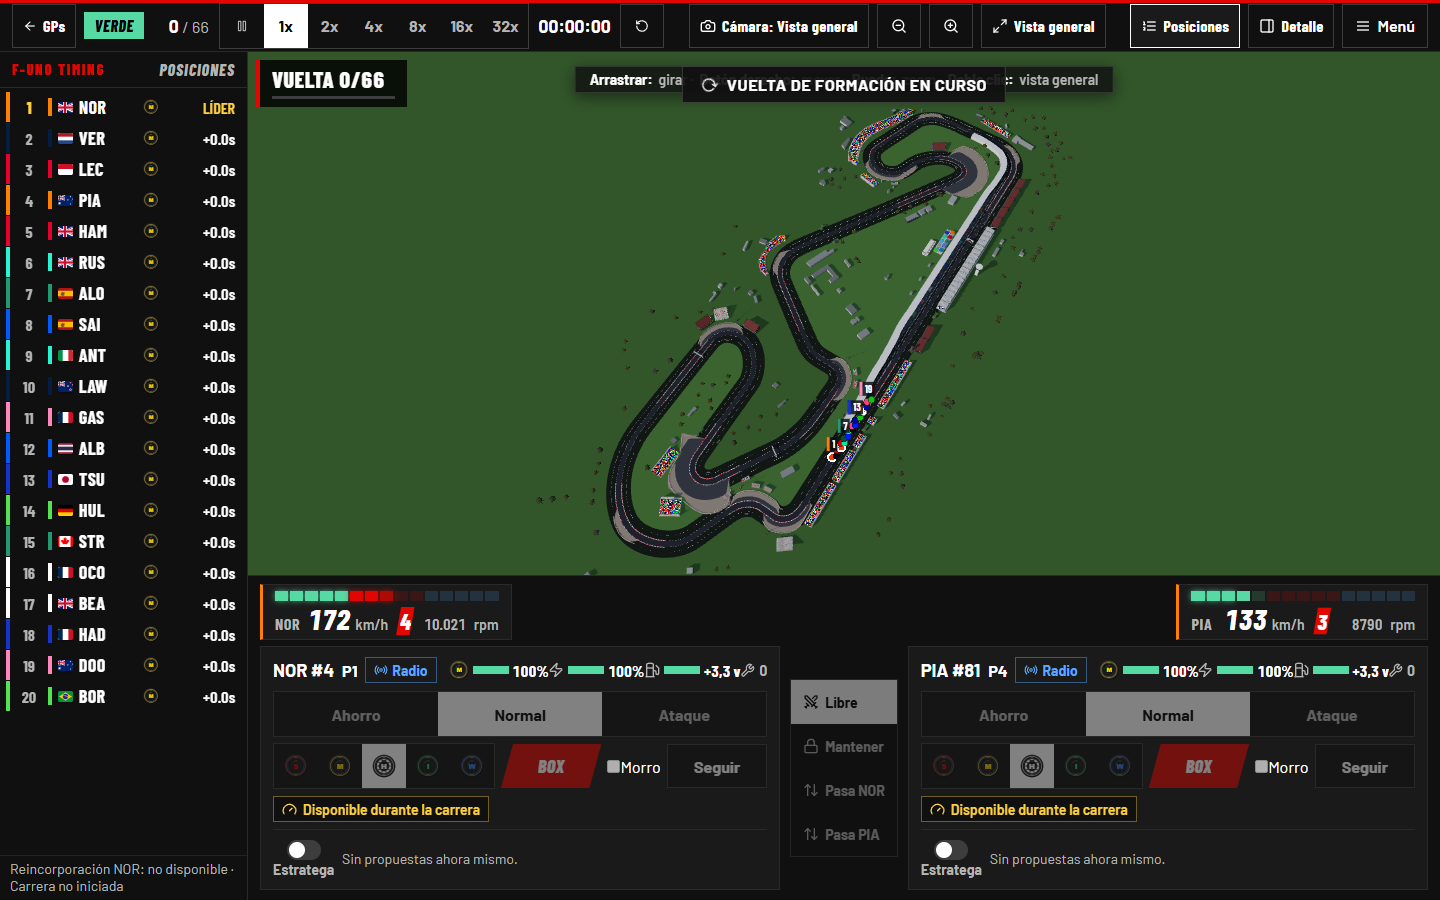 GPs VERDE 0 / 66 1x 2x 4x 8x 16x 32x 00:00:00 Cámara: Vista general Vista general Posiciones Detalle Menú
F-UNO TIMING POSICIONES
1 NOR M LÍDER
2 VER M +0.0s
3 LEC M +0.0s
4 PIA M +0.0s
5 HAM M +0.0s
6 RUS M +0.0s
7 ALO M +0.0s
8 SAI M +0.0s
9 ANT M +0.0s
10 LAW M +0.0s
11 GAS M +0.0s
12 ALB M +0.0s
13 TSU M +0.0s
14 HUL M +0.0s
15 STR M +0.0s
16 OCO M +0.0s
17 BEA M +0.0s
18 HAD M +0.0s
19 DOO M +0.0s
20 BOR M +0.0s
Reincorporación NOR: no disponible ·
Carrera no iniciada
VUELTA 0/66
Arrastrar: gira
: vista general
VUELTA DE FORMACIÓN EN CURSO
19
13
7
1
NOR 172 km/h 4 10.021 rpm
PIA 133 km/h 3 8790 rpm
NOR #4 P1 Radio M 100% 100% +3,3 v 0
Ahorro Normal Ataque
S M H I W BOX Morro Seguir
Disponible durante la carrera
Estratega Sin propuestas ahora mismo.
Libre
Mantener
Pasa NOR
Pasa PIA
PIA #81 P4 Radio M 100% 100% +3,3 v 0
Ahorro Normal Ataque
S M H I W BOX Morro Seguir
Disponible durante la carrera
Estratega Sin propuestas ahora mismo.